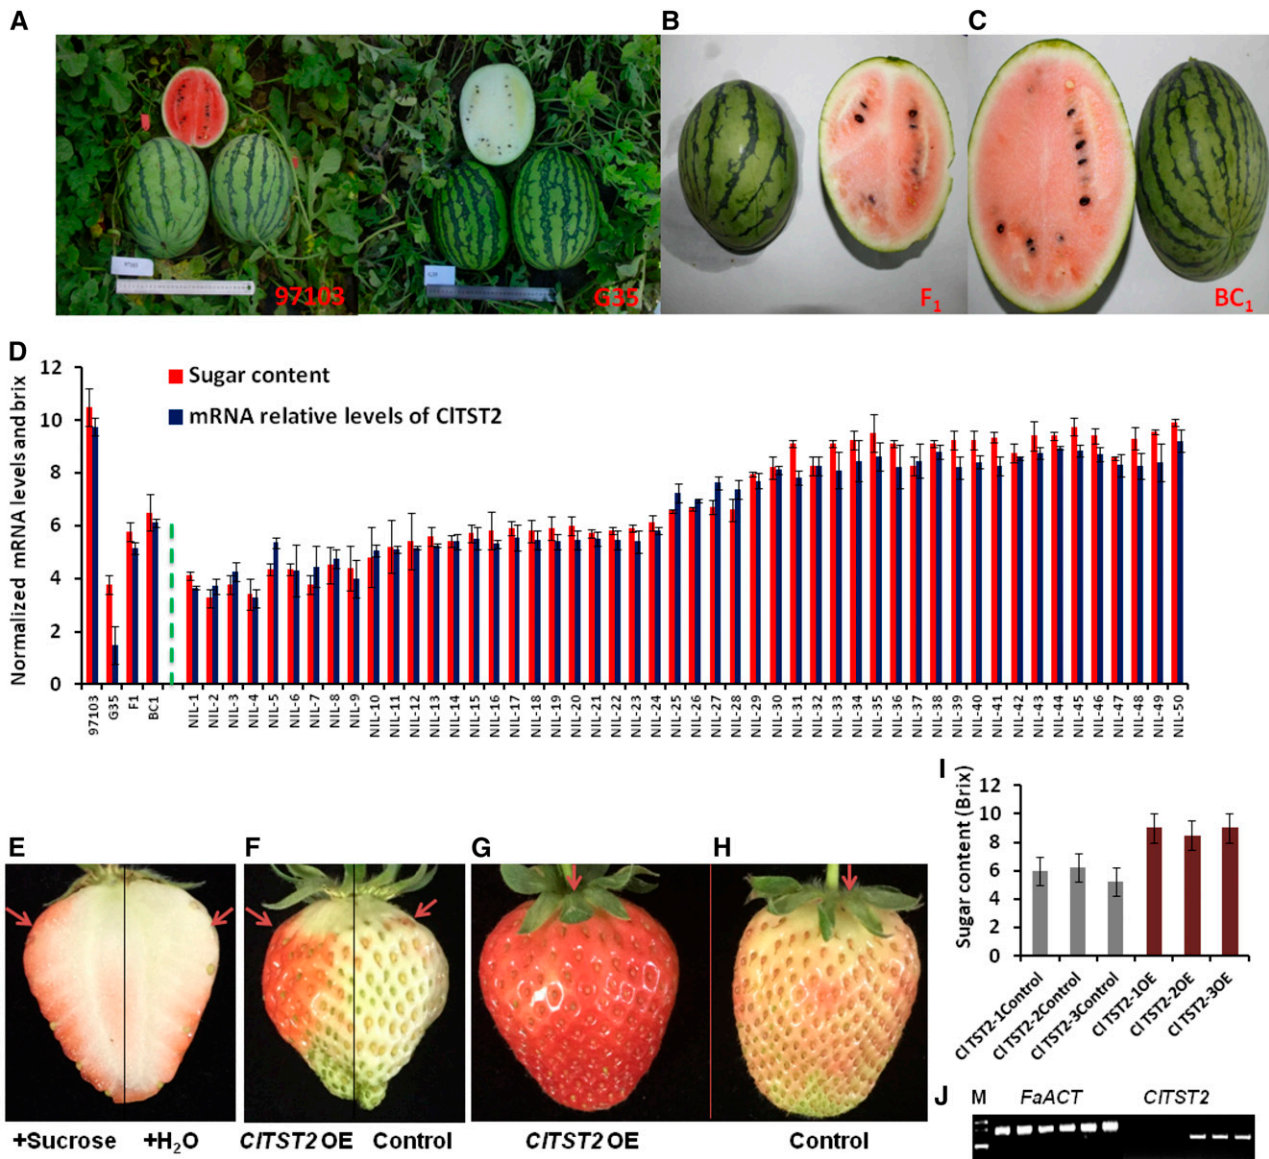 A
B
C
97103
G35
F1
BC1
D
Normalized mRNA levels and brix
12
10
8
6
4
2
0
Sugar content
mRNA relative levels of ClTST2
97103
G35
F1
BC1
NIL-1
NIL-2
NIL-3
NIL-4
NIL-5
NIL-6
NIL-7
NIL-8
NIL-9
NIL-10
NIL-11
NIL-12
NIL-13
NIL-14
NIL-15
NIL-16
NIL-17
NIL-18
NIL-19
NIL-20
NIL-21
NIL-22
NIL-23
NIL-24
NIL-25
NIL-26
NIL-27
NIL-28
NIL-29
NIL-30
NIL-31
NIL-32
NIL-33
NIL-34
NIL-35
NIL-36
NIL-37
NIL-38
NIL-39
NIL-40
NIL-41
NIL-42
NIL-43
NIL-44
NIL-45
NIL-46
NIL-47
NIL-48
NIL-49
NIL-50
E
F
G
H
+Sucrose
+H2O
ClTST2 OE
Control
ClTST2 OE
Control
I
Sugar content (Brix)
12
10
8
6
4
2
0
ClTST2-1Control
ClTST2-2Control
ClTST2-3Control
ClTST2-1OE
ClTST2-2OE
ClTST2-3OE
J
M
FaACT
ClTST2